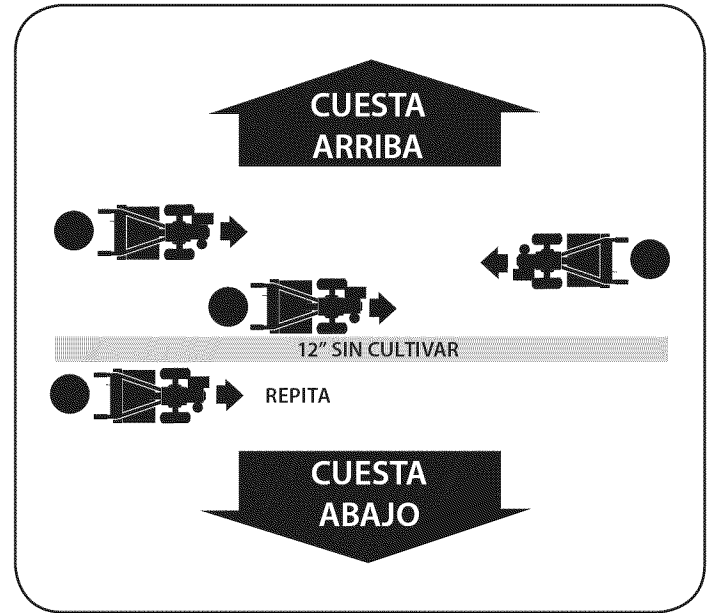 CUESTA
ARRIBA
12” SIN CULTIVAR
REPITA
CUESTA
ABAJO